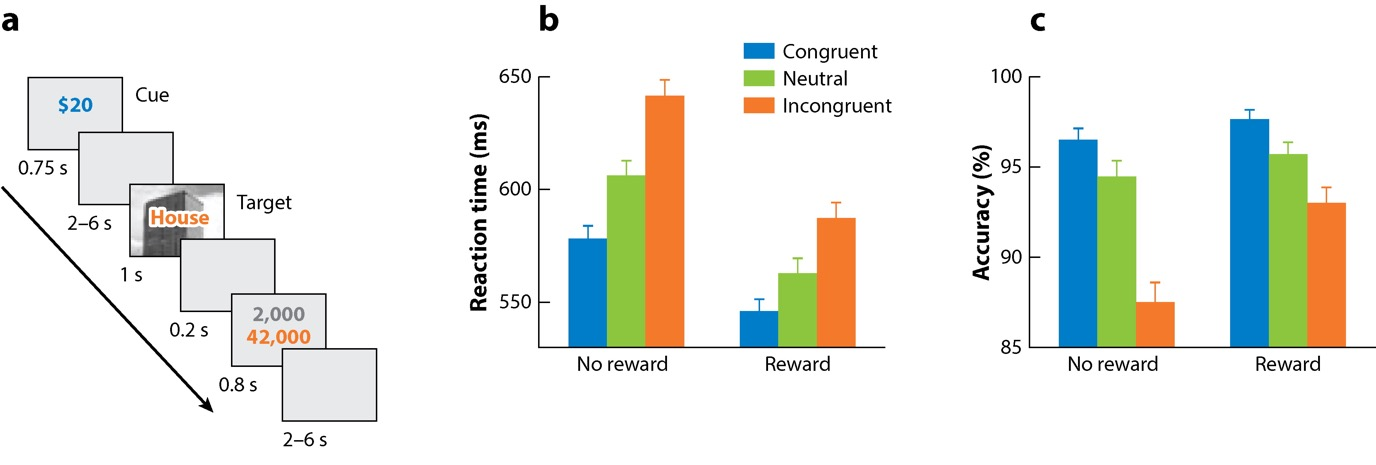 a
$20
Cue
0.75 s
2–6 s
House
Target
1 s
0.2 s
2,000
42,000
0.8 s
2–6 s
b
Congruent
Neutral
Incongruent
Reaction time (ms)
650
600
550
No reward
Reward
c
Accuracy (%)
100
95
90
85
No reward
Reward